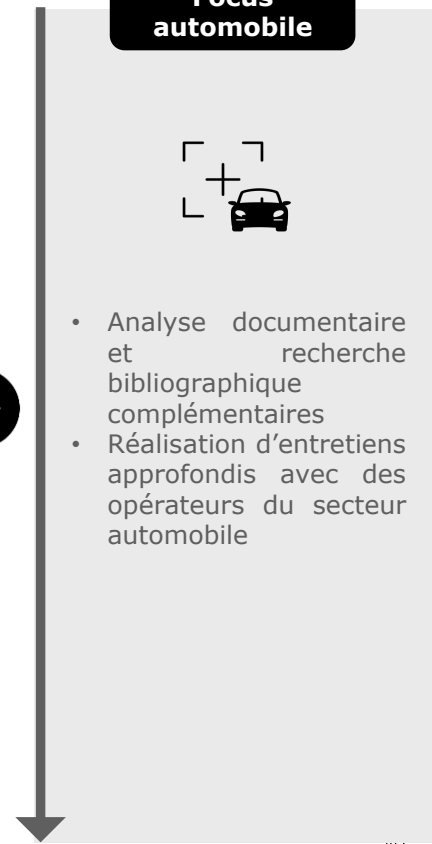 Focus
automobile
• Analyse documentaire
et recherche
bibliographique
complémentaires
• Réalisation d’entretiens
approfondis avec des
opérateurs du secteur
automobile